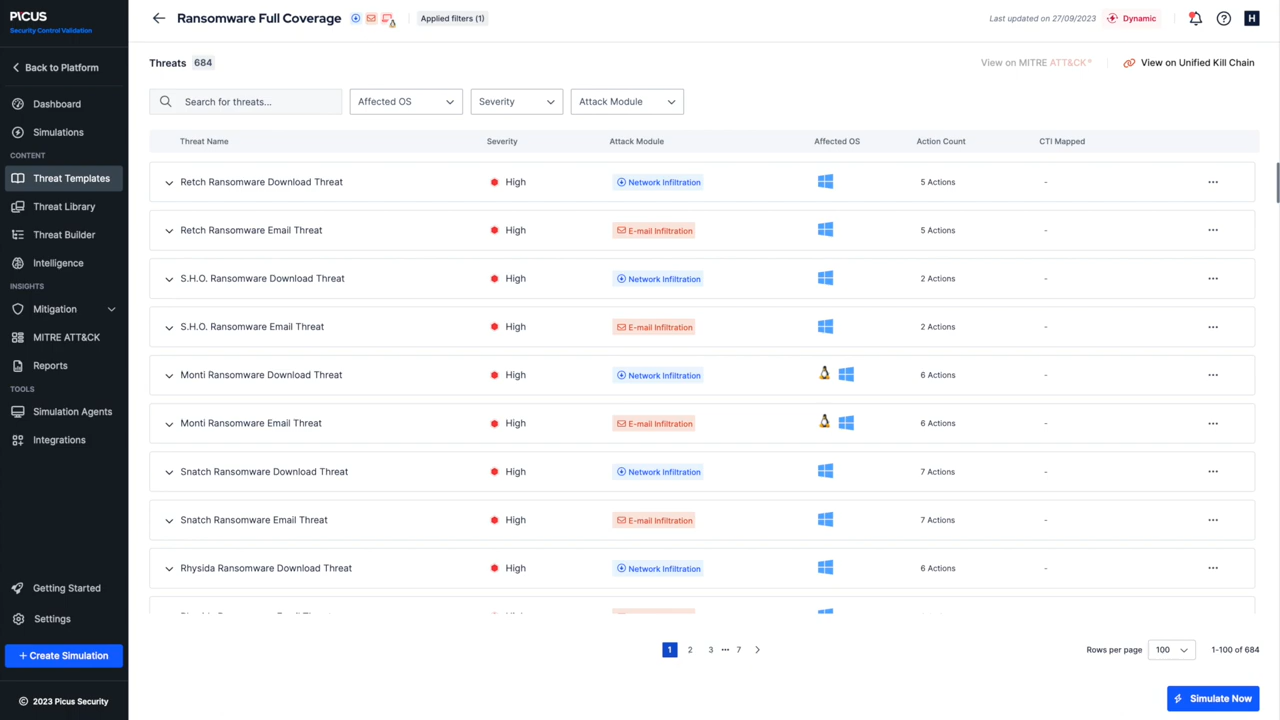 PICUS
Security Control Validation
Back to Platform
Dashboard
Simulations
CONTENT
Threat Templates
Threat Library
Threat Builder
Intelligence
INSIGHTS
Mitigation
MITRE ATT&CK
Reports
TOOLS
Simulation Agents
Integrations
Getting Started
Settings
+ Create Simulation
© 2023 Picus Security
Ransomware Full Coverage
Applied filters (1)
Last updated on 27/09/2023
Dynamic
H
Threats 684
View on MITRE ATT&CK®
View on Unified Kill Chain
Search for threats...
Affected OS
Severity
Attack Module
Threat Name Severity Attack Module Affected OS Action Count CTI Mapped
Retch Ransomware Download Threat High Network Infiltration 5 Actions -
Retch Ransomware Email Threat High E-mail Infiltration 5 Actions -
S.H.O. Ransomware Download Threat High Network Infiltration 2 Actions -
S.H.O. Ransomware Email Threat High E-mail Infiltration 2 Actions -
Monti Ransomware Download Threat High Network Infiltration 6 Actions -
Monti Ransomware Email Threat High E-mail Infiltration 6 Actions -
Snatch Ransomware Download Threat High Network Infiltration 7 Actions -
Snatch Ransomware Email Threat High E-mail Infiltration 7 Actions -
Rhysida Ransomware Download Threat High Network Infiltration 6 Actions -
1 2 3 ••• 7
Rows per page 100 1-100 of 684
Simulate Now